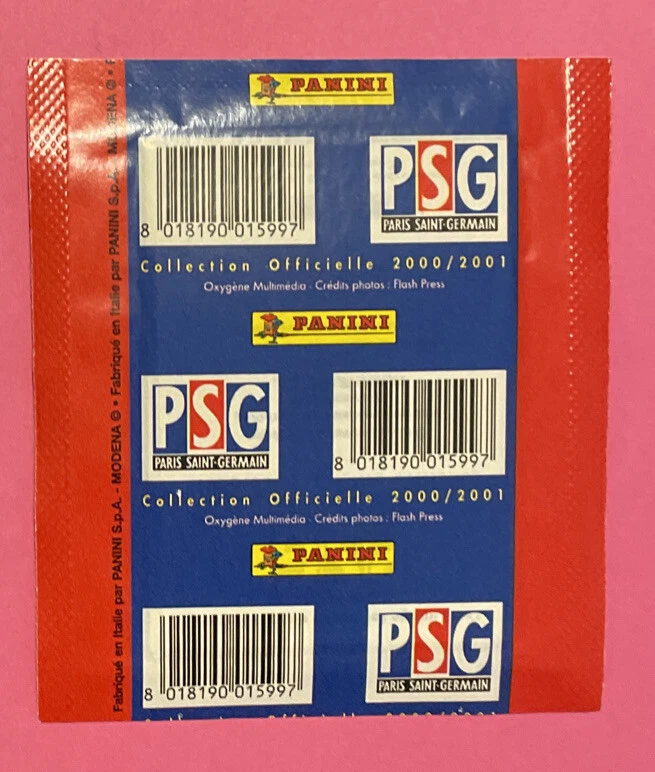 PANINI
8 018190 015997
PSG
PARIS SAINT-GERMAIN
Collection Officielle 2000/2001
Oxygène Multimédia - Crédits photos : Flash Press
PANINI
PSG
PARIS SAINT-GERMAIN
8 018190 015997
Collection Officielle 2000/2001
Oxygène Multimédia - Crédits photos : Flash Press
PANINI
8 018190 015997
PSG
PARIS SAINT-GERMAIN
Fabriqué en Italie par PANINI S.p.A. - MODENA © • Fabriqué en Italie par PANINI S.p.A. - MODENA © •